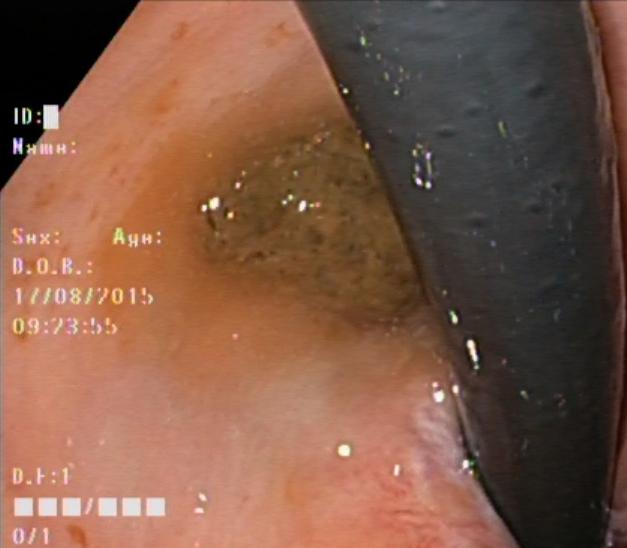 ID:
Name:
Sex: Age:
D.O.B.:
17/08/2015
09:23:55
D.F:1
■■■/■■■
0/1